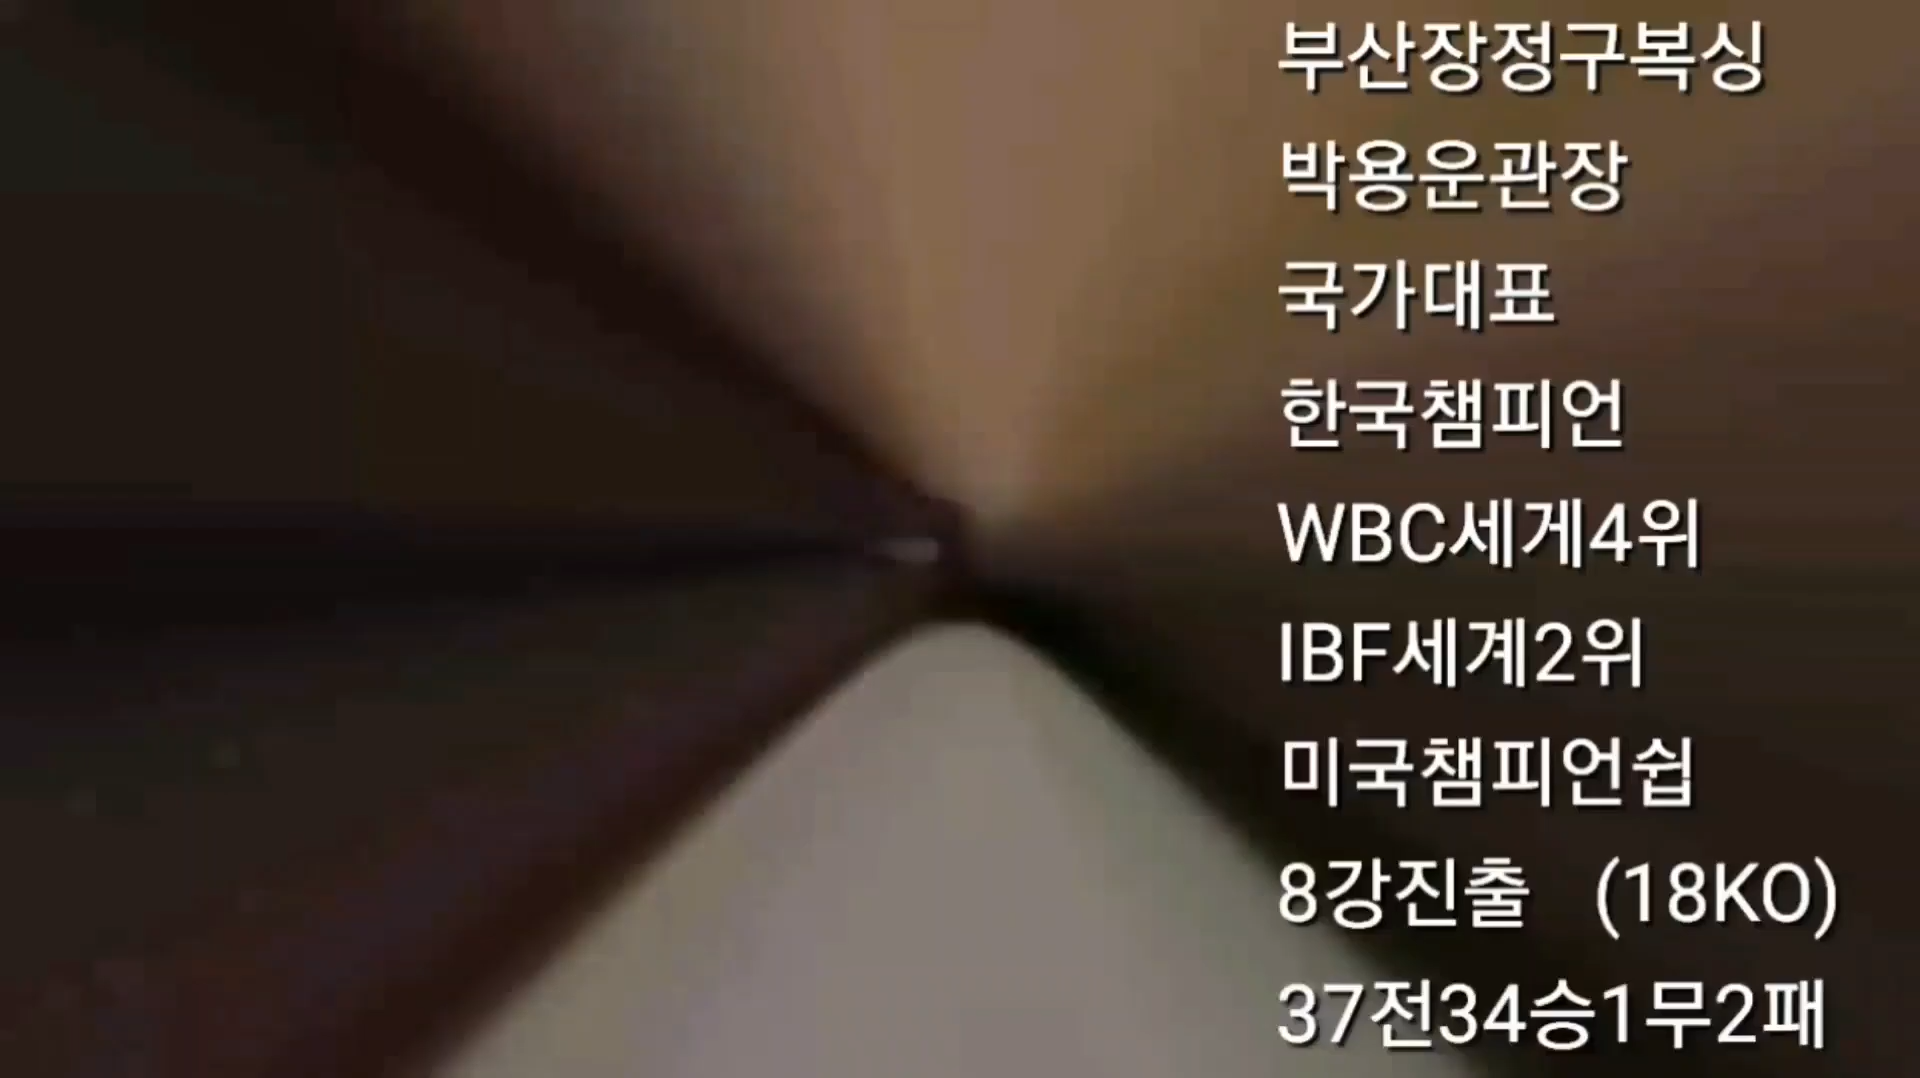 부산장정구복싱
박용운관장
국가대표
한국챔피언
WBC세게4위
IBF세계2위
미국챔피언쉽
8강진출 (18KO)
37전34승1무2패